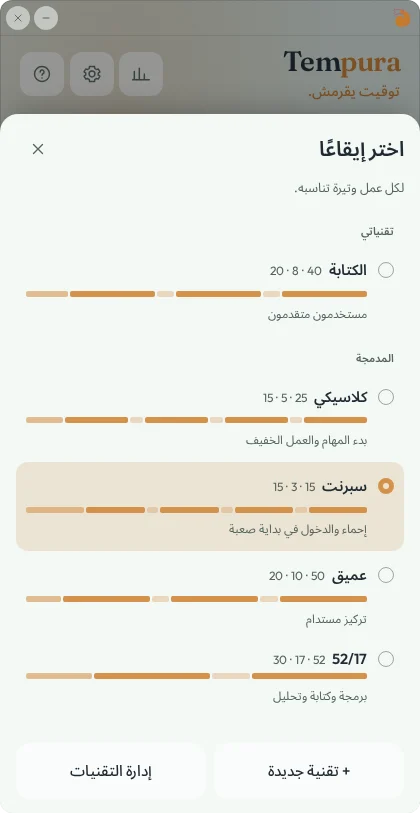 Tempura
توقيت يقرمش.
اختر إيقاعًا
لكل عمل وتيرة تناسبه.
تقنياتي
الكتابة 40 · 8 · 20
مستخدمون متقدمون
المدمجة
كلاسيكي 25 · 5 · 15
بدء المهام والعمل الخفيف
سبرنت 15 · 3 · 15
إحماء والدخول في بداية صعبة
عميق 50 · 10 · 20
تركيز مستدام
52/17 52 · 17 · 30
برمجة وكتابة وتحليل
+ تقنية جديدة
إدارة التقنيات